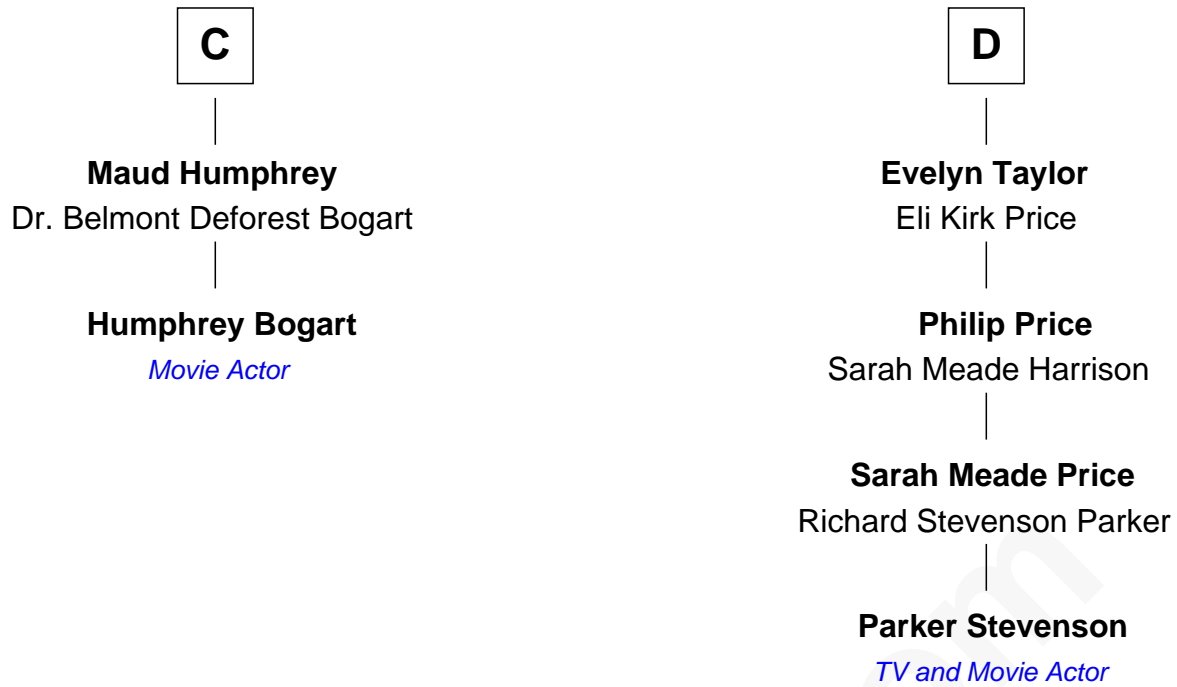 C
Maud Humphrey
Dr. Belmont Deforest Bogart
Humphrey Bogart
Movie Actor
D
Evelyn Taylor
Eli Kirk Price
Philip Price
Sarah Meade Harrison
Sarah Meade Price
Richard Stevenson Parker
Parker Stevenson
TV and Movie Actor